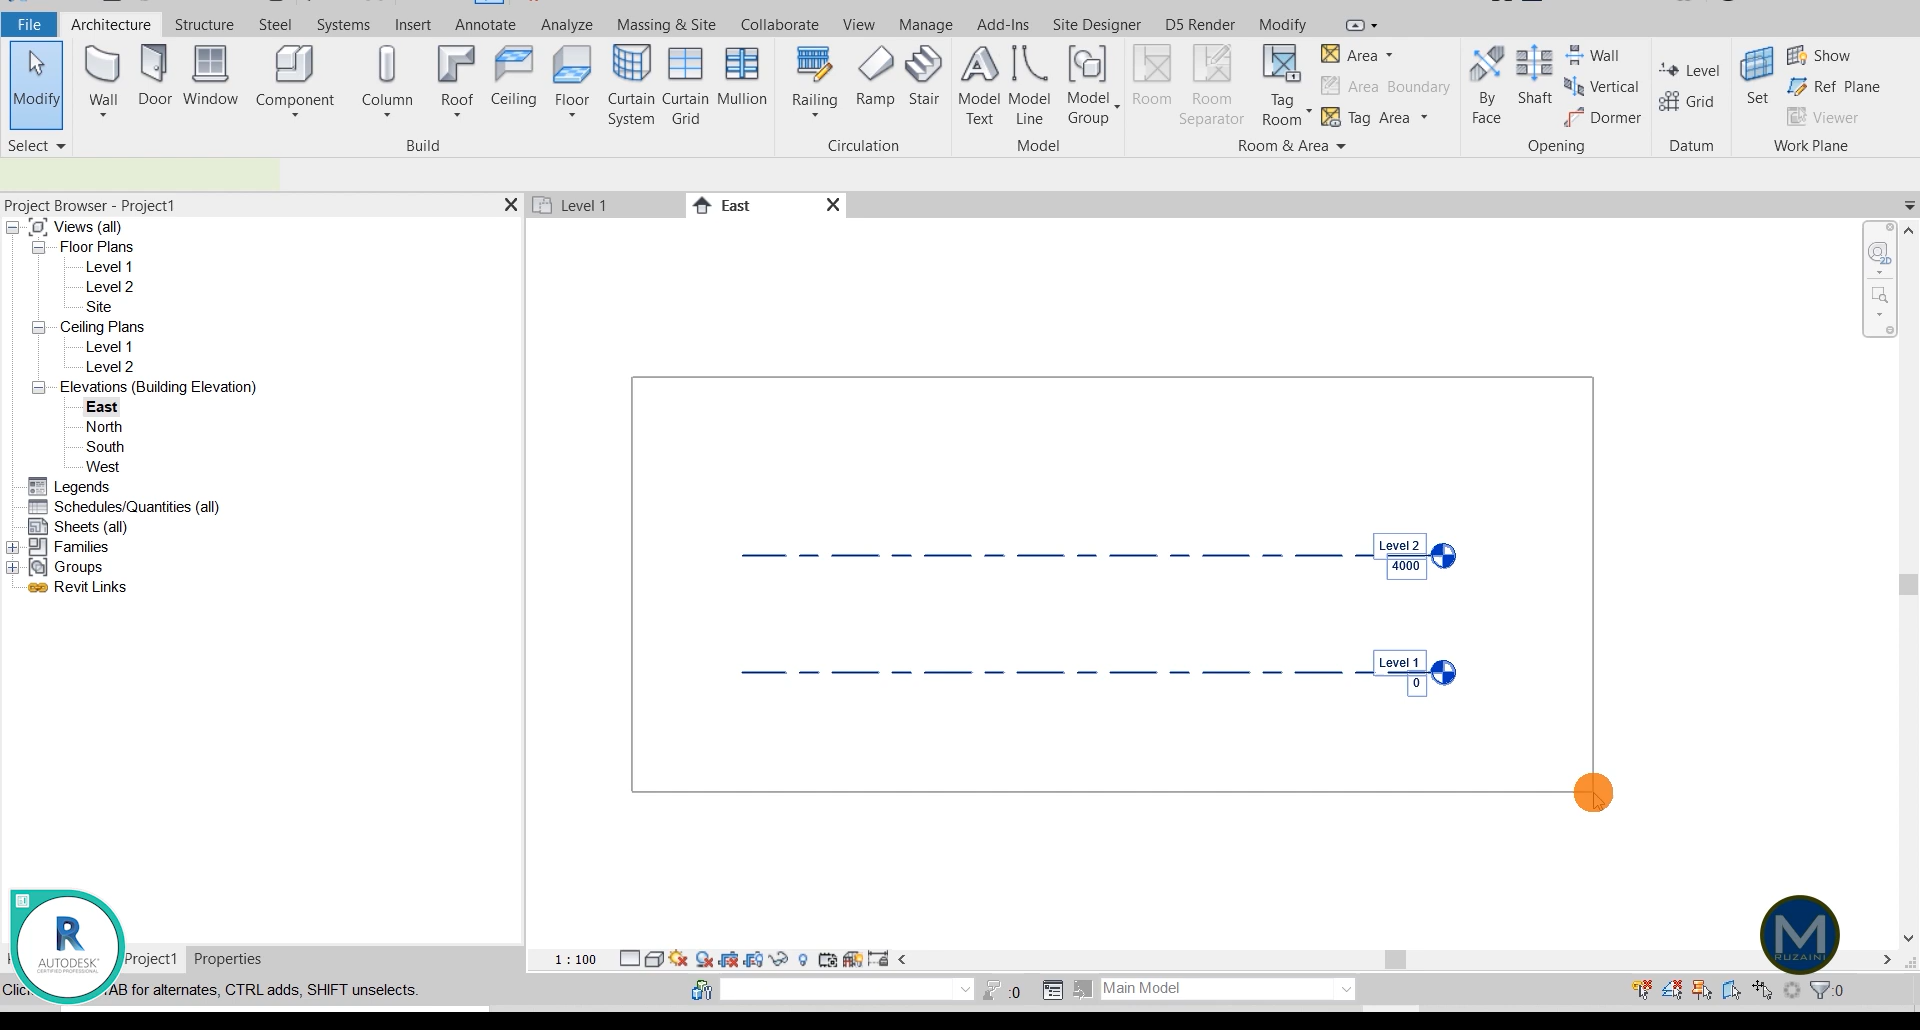 File Architecture Structure Steel Systems Insert Annotate Analyze Massing & Site Collaborate View Manage Add-Ins Site Designer D5 Render Modify
Modify Wall Door Window Component Column Roof Ceiling Floor Curtain System Curtain Grid Mullion Railing Ramp Stair Model Text Model Line Model Group Room Room Separator Tag Room Area Area Boundary Tag Area By Face Shaft Wall Vertical Dormer Level Grid Set Show Ref Plane Viewer
Select Build Circulation Model Room & Area Opening Datum Work Plane
Project Browser - Project1
Level 1
East
Views (all)
Floor Plans
Level 1
Level 2
Site
Ceiling Plans
Level 1
Level 2
Elevations (Building Elevation)
East
North
South
West
Legends
Schedules/Quantities (all)
Sheets (all)
Families
Groups
Revit Links
2D
Level 2
4000
Level 1
0
R
AUTODESK
CERTIFIED PROFESSIONAL
M
RUZAINI
Project1 Properties
1 : 100
AB for alternates, CTRL adds, SHIFT unselects.
:0
Main Model
:0